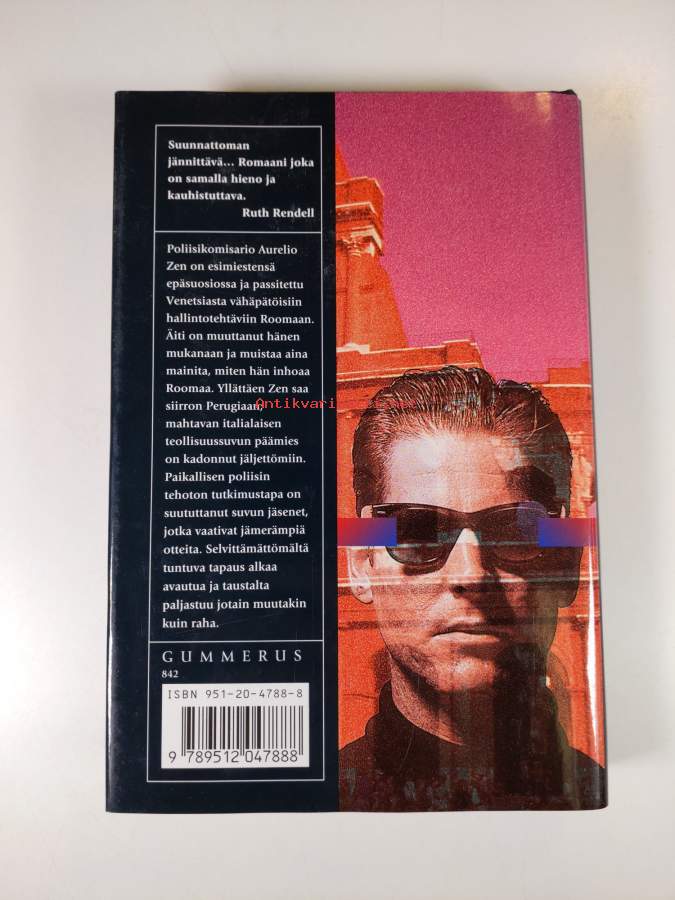 Suunnattoman
jännittävä... Romaani joka
on samalla hieno ja
kauhistuttava.
Ruth Rendell
Poliisikomisario Aurelio
Zen on esimiestensä
epäsuosiossa ja passitettu
Venetsiasta vähäpätöisiin
hallintotehtäviin Roomaan.
Äiti on muuttanut hänen
mukanaan ja muistaa aina
mainita, miten hän inhoaa
Roomaa. Yllättäen Zen saa
siirron Perugiaan;
mahtavan italialaisen
teollisuussuvun päämies
on kadonnut jäljettömiin.
Paikallisen poliisin
tehoton tutkimustapa on
suututtanut suvun jäsenet,
jotka vaativat jämerämpiä
otteita. Selvittämättömältä
tuntuva tapaus alkaa
avautua ja taustalta
paljastuu jotain muutakin
kuin raha.
GUMMERUS
842
ISBN 951-20-4788-8
9 789512 047888